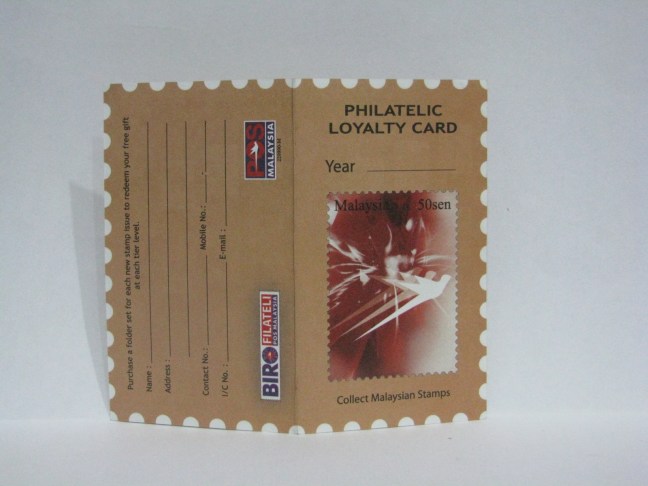 PHILATELIC
LOYALTY CARD
Year
Malaysia 50sen
Collect Malaysian Stamps
Purchase a folder set for each new stamp issue to redeem your free gift
at each tier level.
Name :
Address :
Contact No.: Mobile No.:
I/C No. : E-mail :
BIRO FILATELI
POS MALAYSIA
POS
MALAYSIA